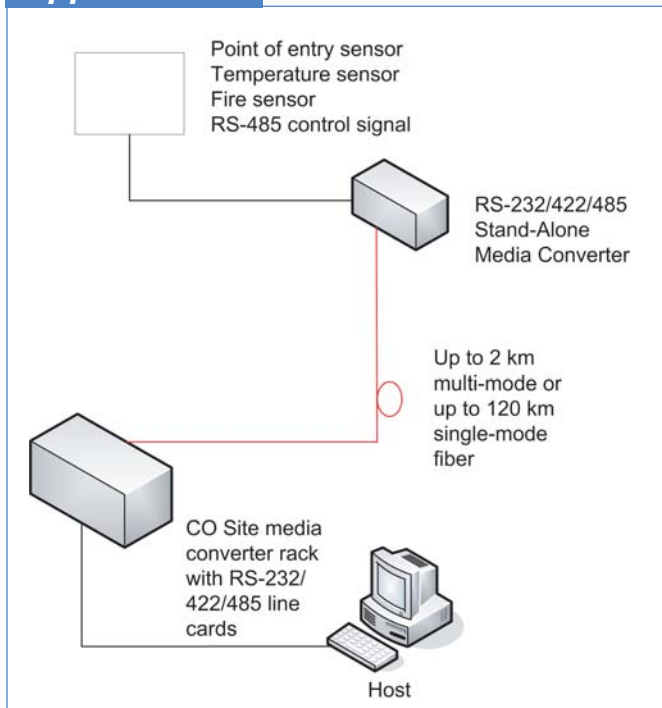 Point of entry sensor
Temperature sensor
Fire sensor
RS-485 control signal
RS-232/422/485
Stand-Alone
Media Converter
Up to 2 km
multi-mode or
up to 120 km
single-mode
fiber
CO Site media
converter rack
with RS-232/
422/485 line
cards
Host